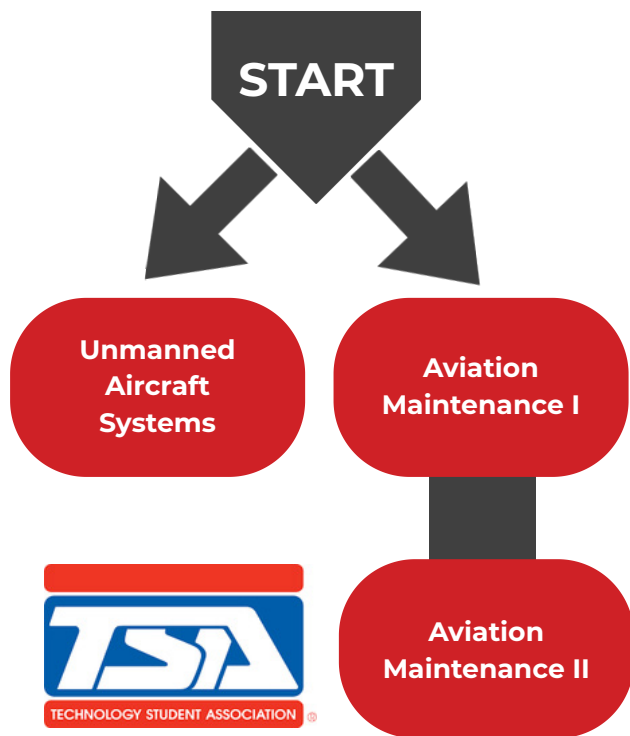 START
Unmanned
Aircraft
Systems
Aviation
Maintenance I
Aviation
Maintenance II
TSA
TECHNOLOGY STUDENT ASSOCIATION ®